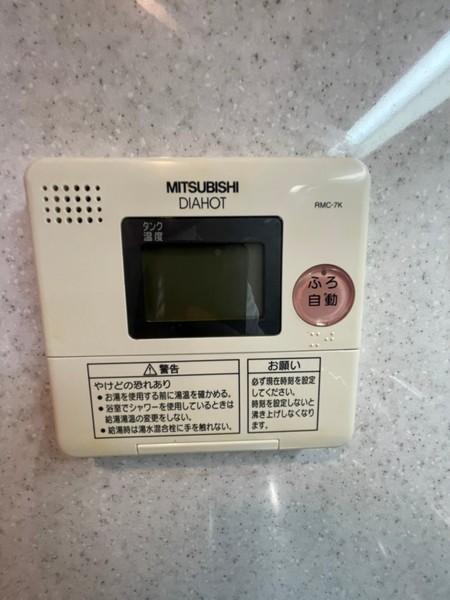 MITSUBISHI
DIAHOT
RMC-7K
タンク
温度
ふろ
自動
⚠警告
やけどの恐れあり
● お湯を使用する前に湯温を確かめる。
● 浴室でシャワーを使用しているときは
給湯湯温の変更をしない。
● 給湯時は湯水混合栓に手を触れない。
お願い
必ず現在時刻を設定
してください。
時刻を設定しないと
沸き上げしなくなり
ます。